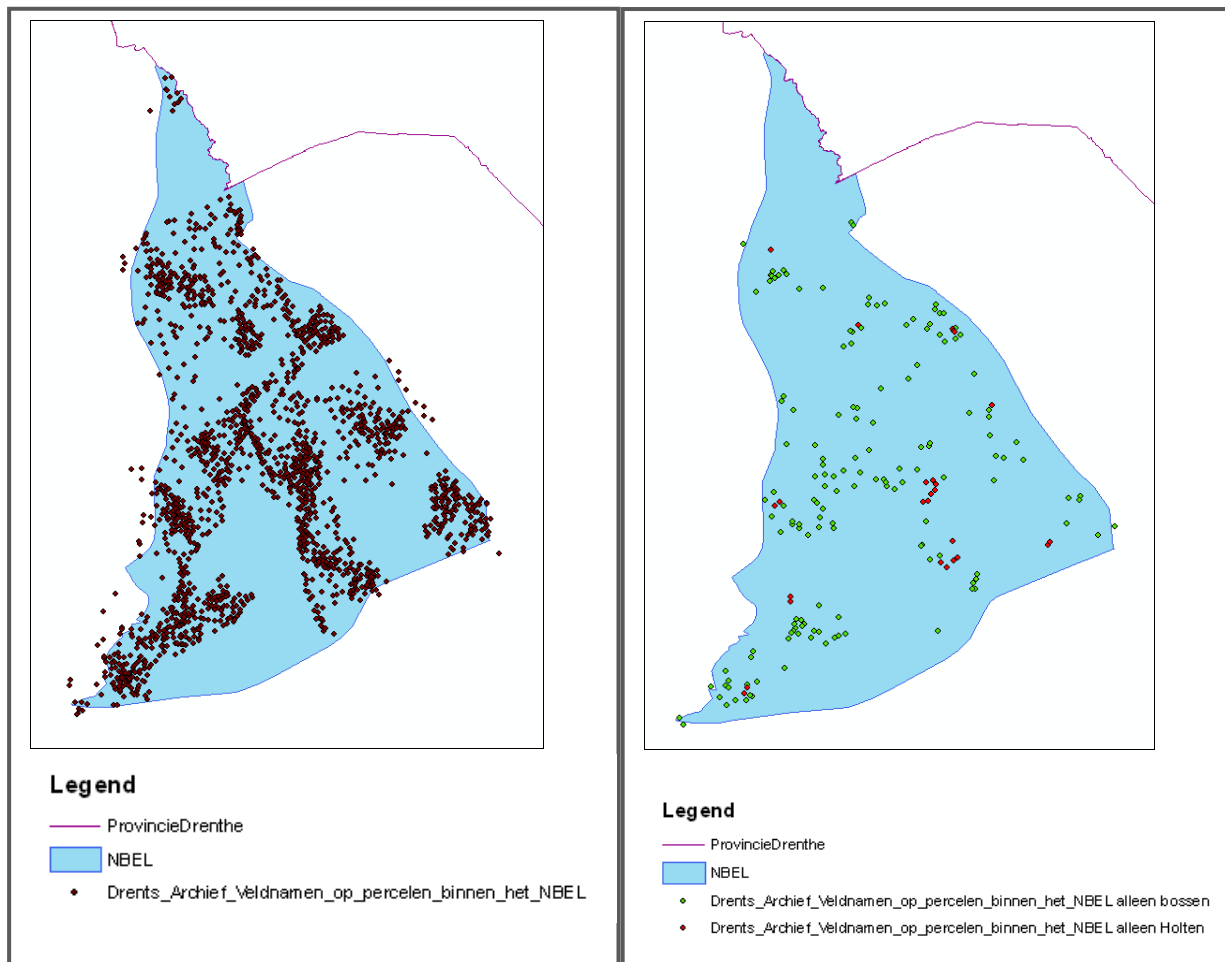 Legend
ProvincieDrenthe
NBEL
Drents_Archief_Veldnamen_op_percelen_binnen_het_NBEL
Legend
ProvincieDrenthe
NBEL
Drents_Archief_Veldnamen_op_percelen_binnen_het_NBEL alleen bossen
Drents_Archief_Veldnamen_op_percelen_binnen_het_NBEL alleen Holten